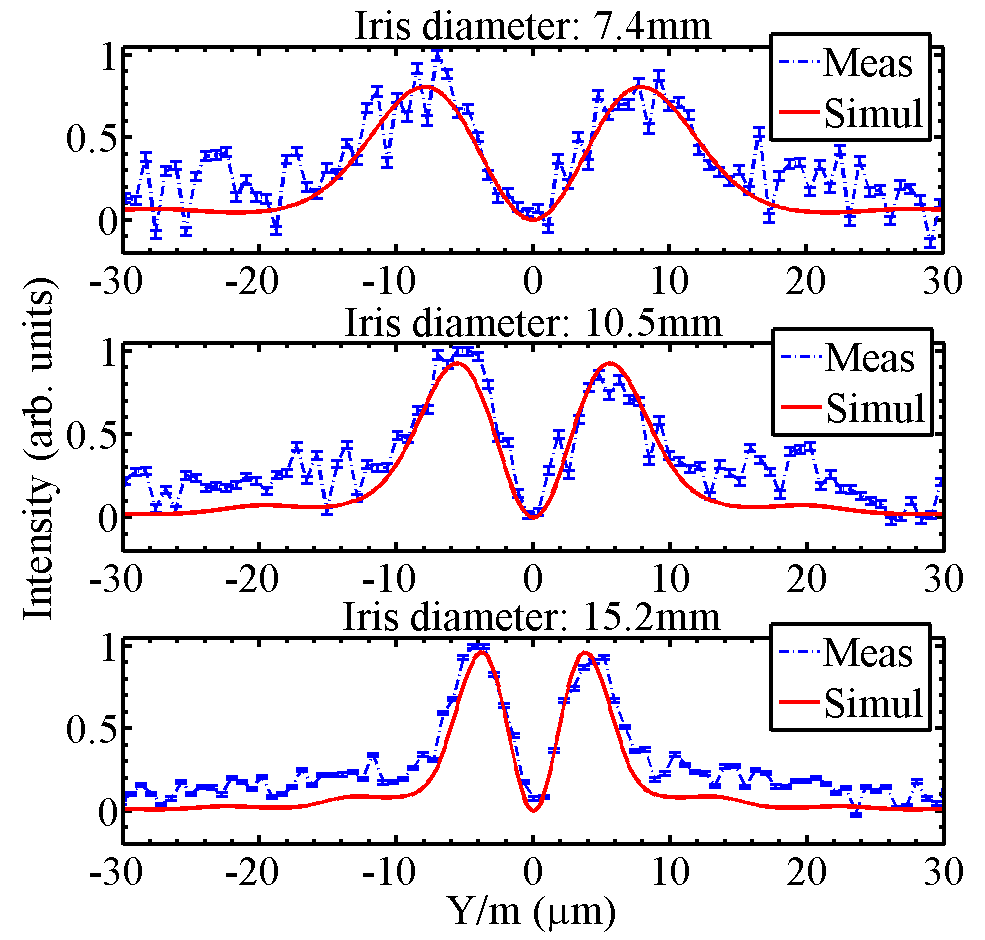 Iris diameter: 7.4mm
1
0.5
0
Meas
Simul
-30 -20 -10 0 10 20 30
Iris diameter: 10.5mm
1
0.5
0
Meas
Simul
-30 -20 -10 0 10 20 30
Iris diameter: 15.2mm
1
0.5
0
Meas
Simul
-30 -20 -10 0 10 20 30
Y/m (μm)
Intensity (arb. units)